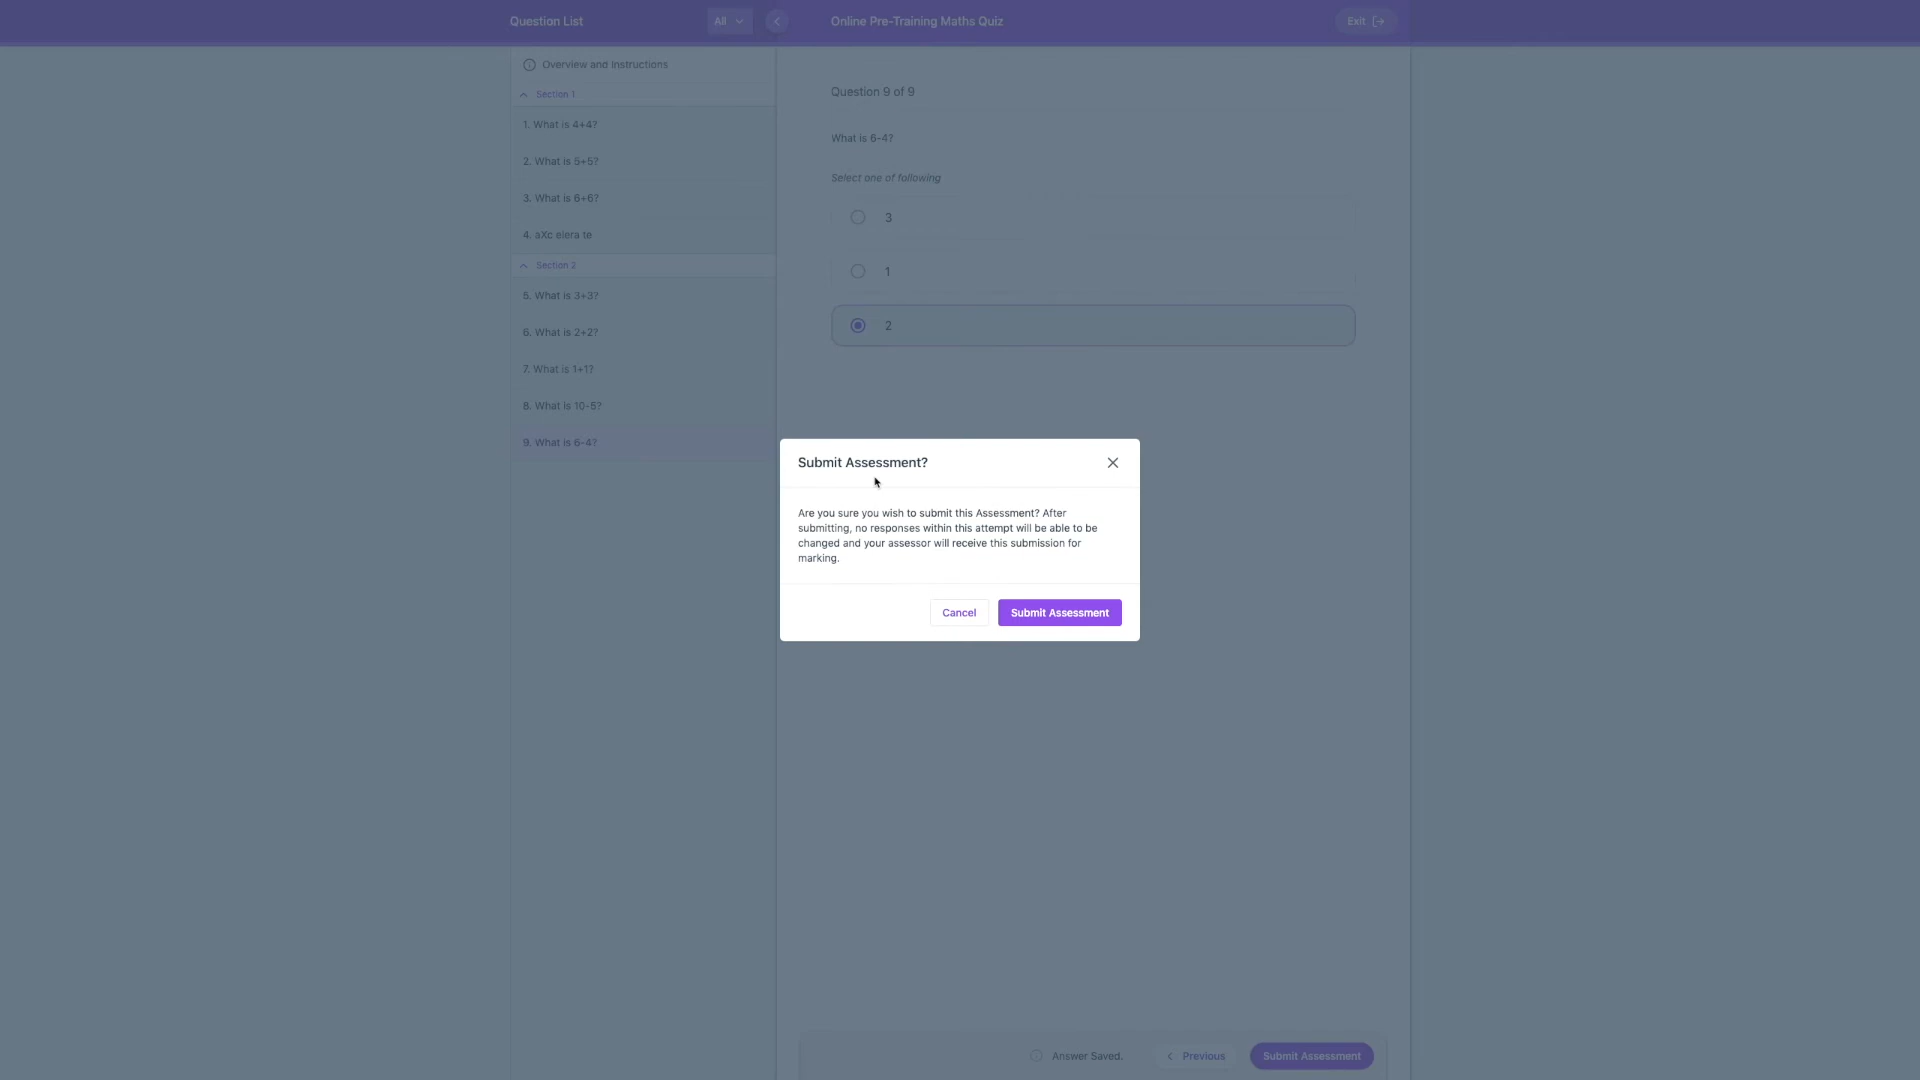 Question List
All
Online Pre-Training Maths Quiz
Exit
Overview and Instructions
Section 1
1. What is 4+4?
2. What is 5+5?
3. What is 6+6?
4. aXc elera te
Section 2
5. What is 3+3?
6. What is 2+2?
7. What is 1+1?
8. What is 10-5?
9. What is 6-4?
Question 9 of 9
What is 6-4?
Select one of following
3
1
2
Submit Assessment?
Are you sure you wish to submit this Assessment? After
submitting, no responses within this attempt will be able to be
changed and your assessor will receive this submission for
marking.
Cancel
Submit Assessment
Answer Saved.
Previous
Submit Assessment